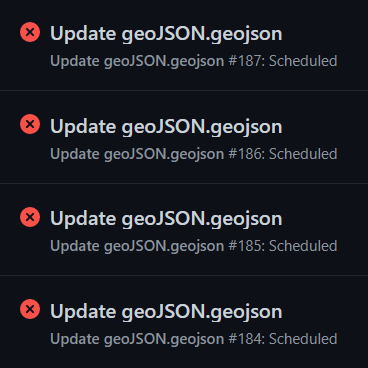 Update geoJSON.geojson
Update geoJSON.geojson #187: Scheduled
Update geoJSON.geojson
Update geoJSON.geojson #186: Scheduled
Update geoJSON.geojson
Update geoJSON.geojson #185: Scheduled
Update geoJSON.geojson
Update geoJSON.geojson #184: Scheduled